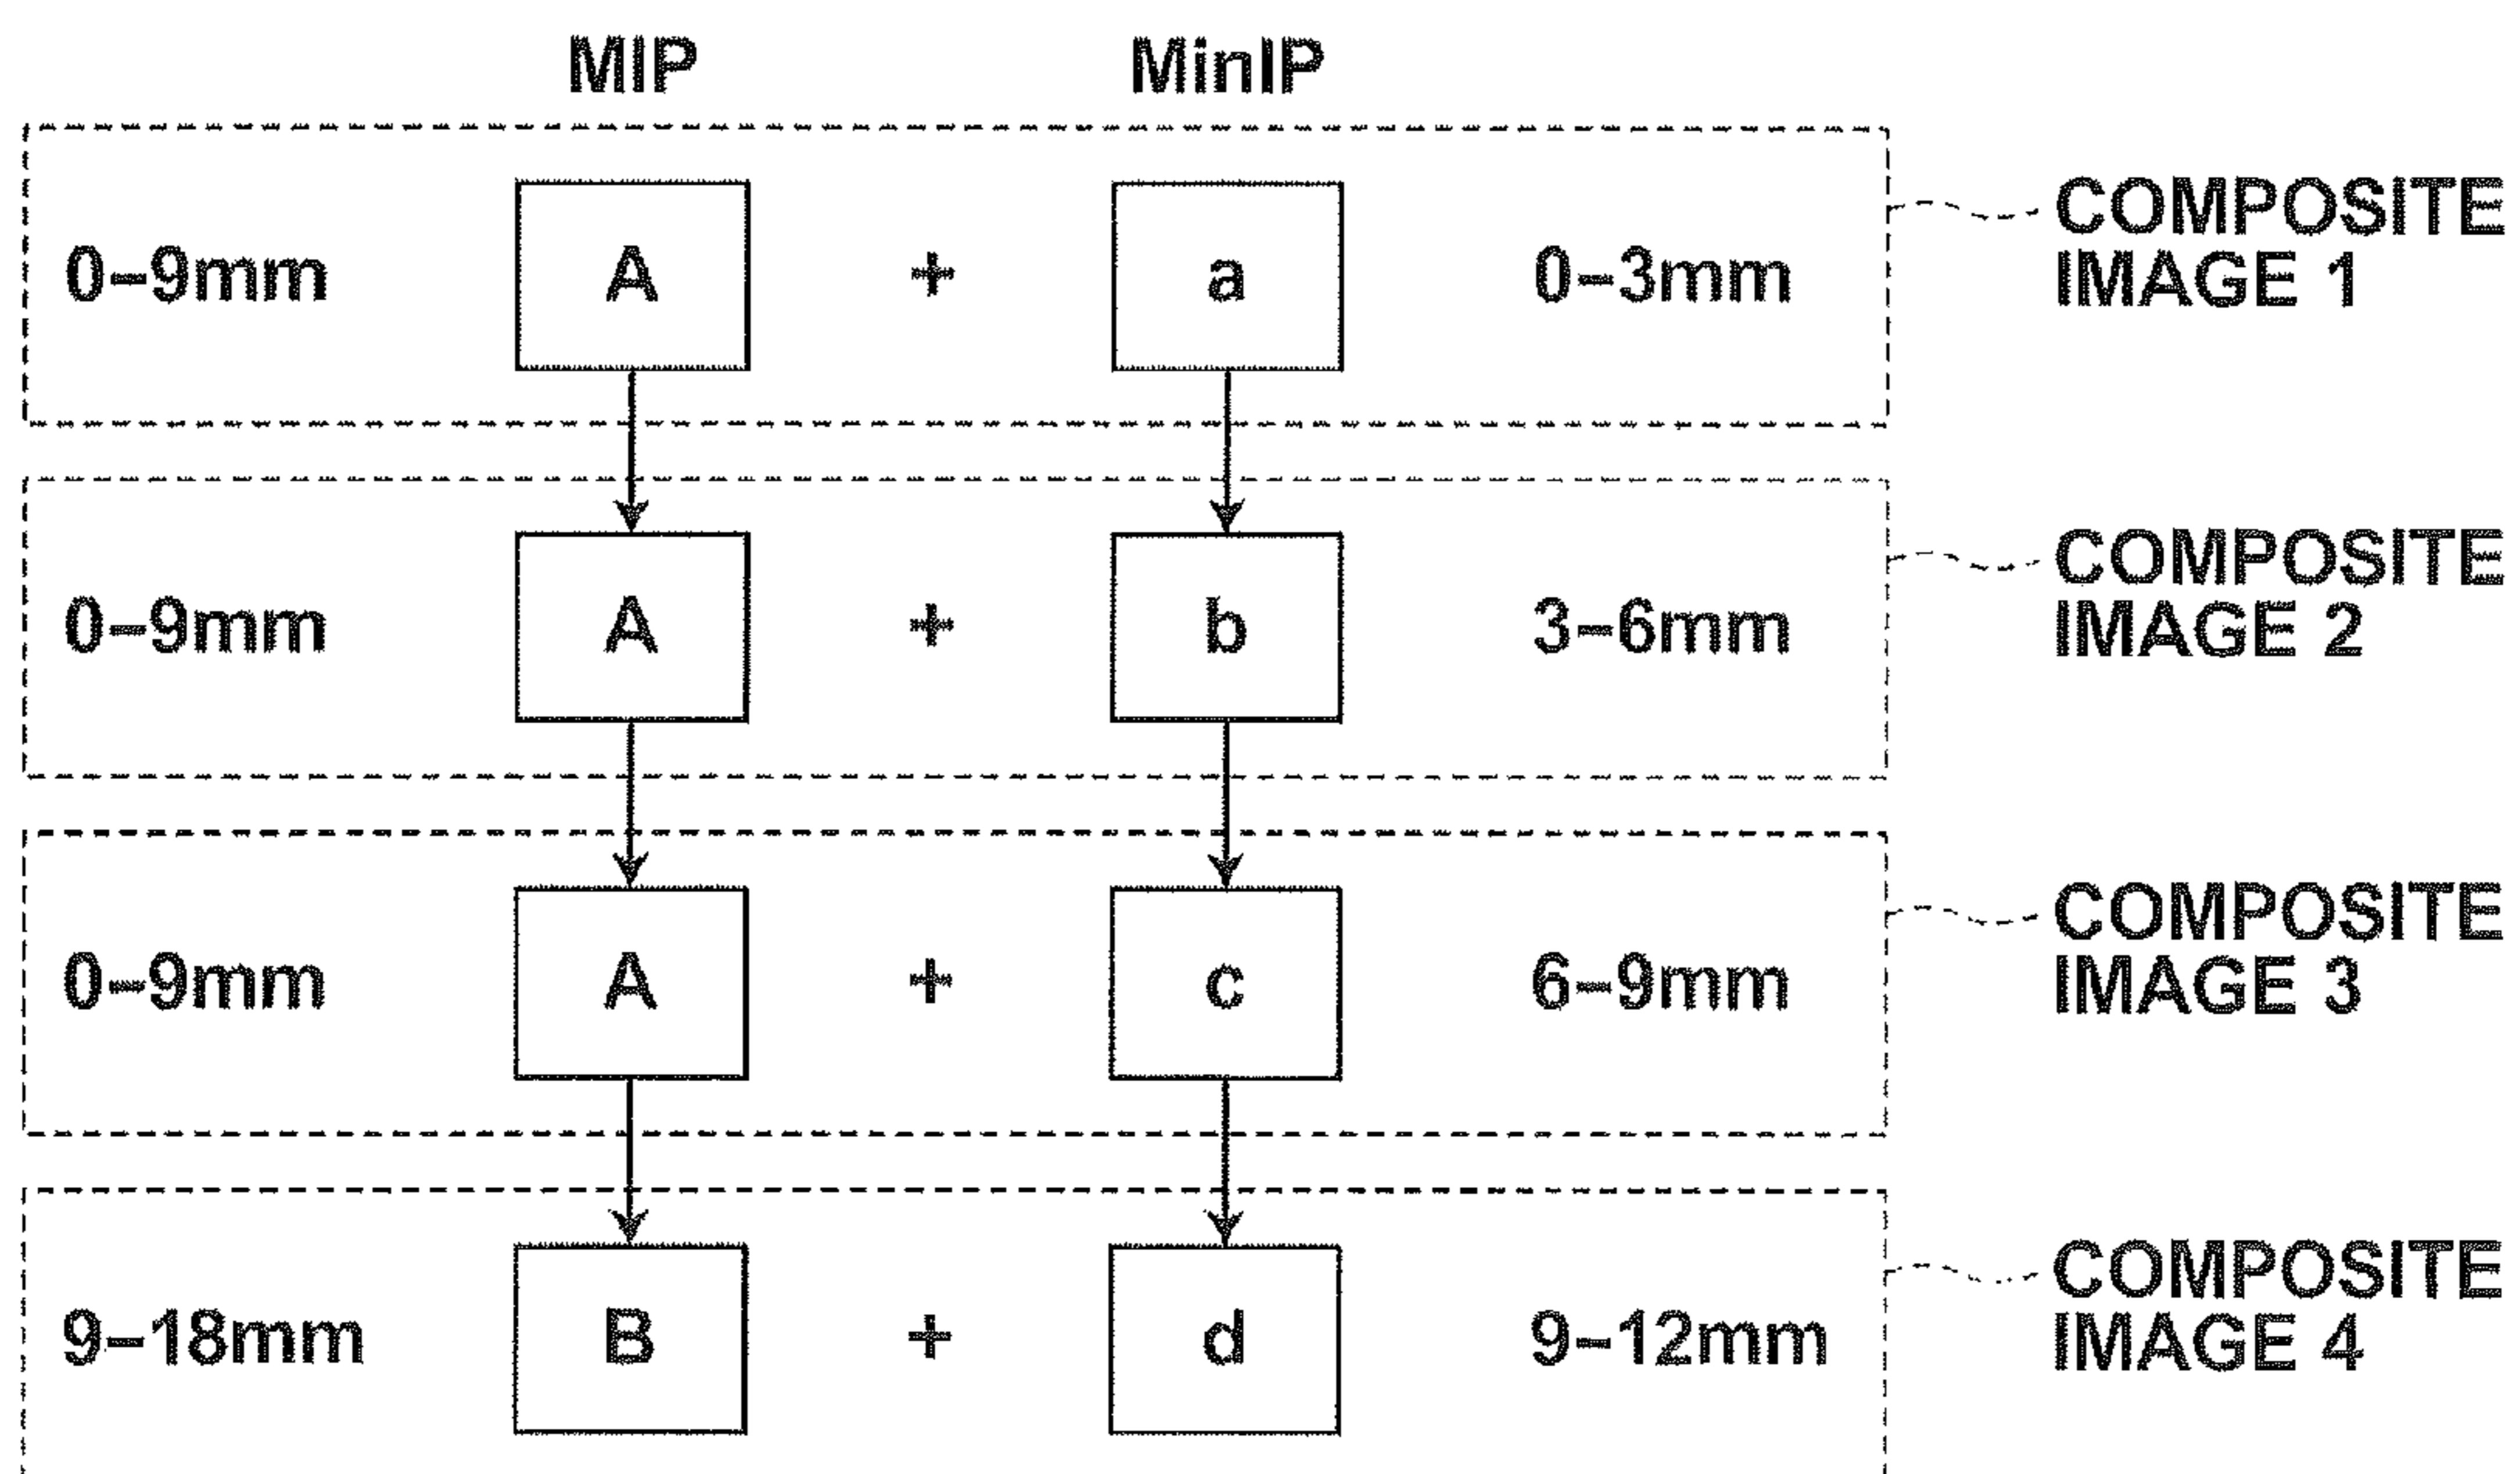 MIP MinIP
0-9mm A + a 0-3mm COMPOSITE
IMAGE 1
0-9mm A + b 3-6mm COMPOSITE
IMAGE 2
0-9mm A + c 6-9mm COMPOSITE
IMAGE 3
9-18mm B + d 9-12mm COMPOSITE
IMAGE 4